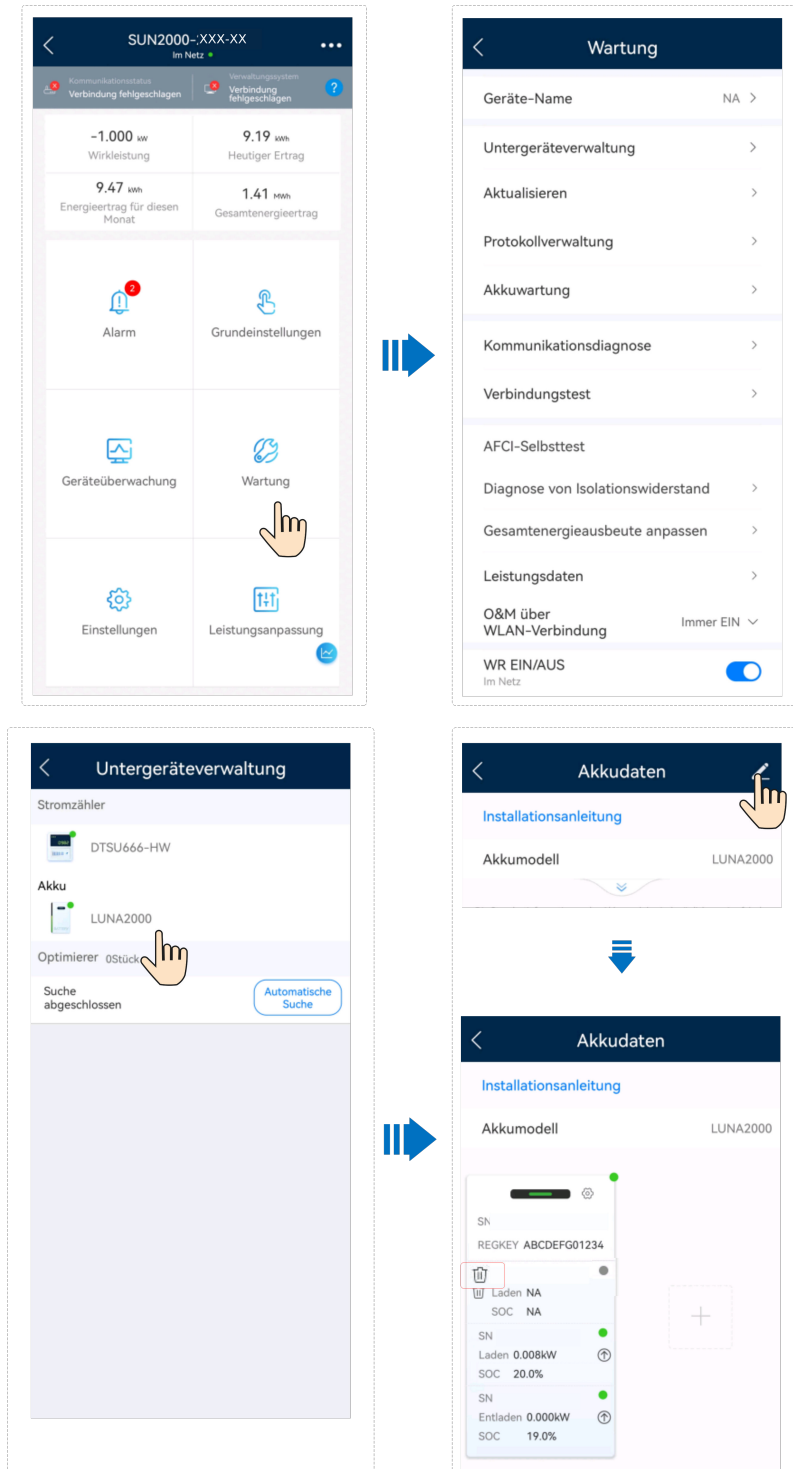 SUN2000-;XXX-XX
Im Netz
Kommunikationsstatus
Verbindung fehlgeschlagen
Verwaltungssystem
Verbindung
fehlgeschlagen
?
-1.000 kW
Wirkleistung
9.19 kWh
Heutiger Ertrag
9.47 kWh
Energieertrag für diesen
Monat
1.41 MWh
Gesamtenergieertrag
2
Alarm
Grundeinstellungen
Geräteüberwachung
Wartung
Einstellungen
Leistungsanpassung
Wartung
Geräte-Name NA
Untergeräteverwaltung
Aktualisieren
Protokollverwaltung
Akkuwartung
Kommunikationsdiagnose
Verbindungstest
AFCI-Selbsttest
Diagnose von Isolationswiderstand
Gesamtenergieausbeute anpassen
Leistungsdaten
O&M über
WLAN-Verbindung
Immer EIN
WR EIN/AUS
Im Netz
Untergeräteverwaltung
Stromzähler
DTSU666-HW
Akku
LUNA2000
Optimierer 0Stück
Suche
abgeschlossen
Automatische
Suche
Akkudaten
Installationsanleitung
Akkumodell LUNA2000
Akkudaten
Installationsanleitung
Akkumodell LUNA2000
SN
REGKEY ABCDEFG01234
Laden NA
SOC NA
SN
Laden 0.008kW
SOC 20.0%
SN
Entladen 0.000kW
SOC 19.0%